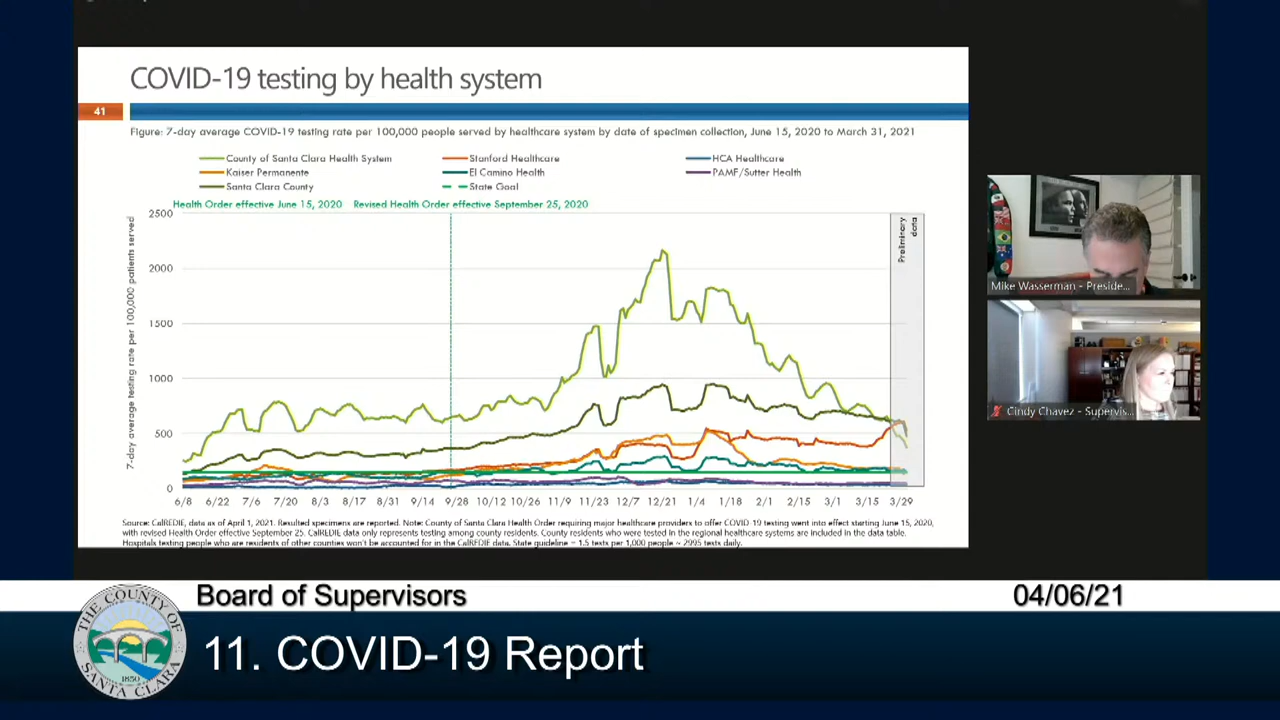 COVID-19 testing by health system
41
Figure: 7-day average COVID-19 testing rate per 100,000 people served by healthcare system by date of specimen collection, June 15, 2020 to March 31, 2021
County of Santa Clara Health System
Stanford Healthcare
HCA Healthcare
Kaiser Permanente
El Camino Health
PAMF/Sutter Health
Santa Clara County
State Goal
Health Order effective June 15, 2020
Revised Health Order effective September 25, 2020
7-day average testing rate per 100,000 patients served
2500
2000
1500
1000
500
0
Preliminary
data
6/8 6/22 7/6 7/20 8/3 8/17 8/31 9/14 9/28 10/12 10/26 11/9 11/23 12/7 12/21 1/4 1/18 2/1 2/15 3/1 3/15 3/29
Source: CalREDIE, data as of April 1, 2021. Resulted specimens are reported. Note: County of Santa Clara Health Order requiring major healthcare providers to offer COVID-19 testing went into effect starting June 15, 2020,
with revised Health Order effective September 25. CalREDIE data only represents testing among county residents. County residents who were tested in the regional healthcare systems are included in the data table.
Hospitals testing people who are residents of other counties won't be accounted for in the CalREDIE data. State guideline = 1.5 tests per 1,000 people ~ 2995 tests daily.
Mike Wasserman - Preside...
Cindy Chavez - Supervis...
Board of Supervisors
04/06/21
11. COVID-19 Report
THE COUNTY OF
SANTA CLARA
1850